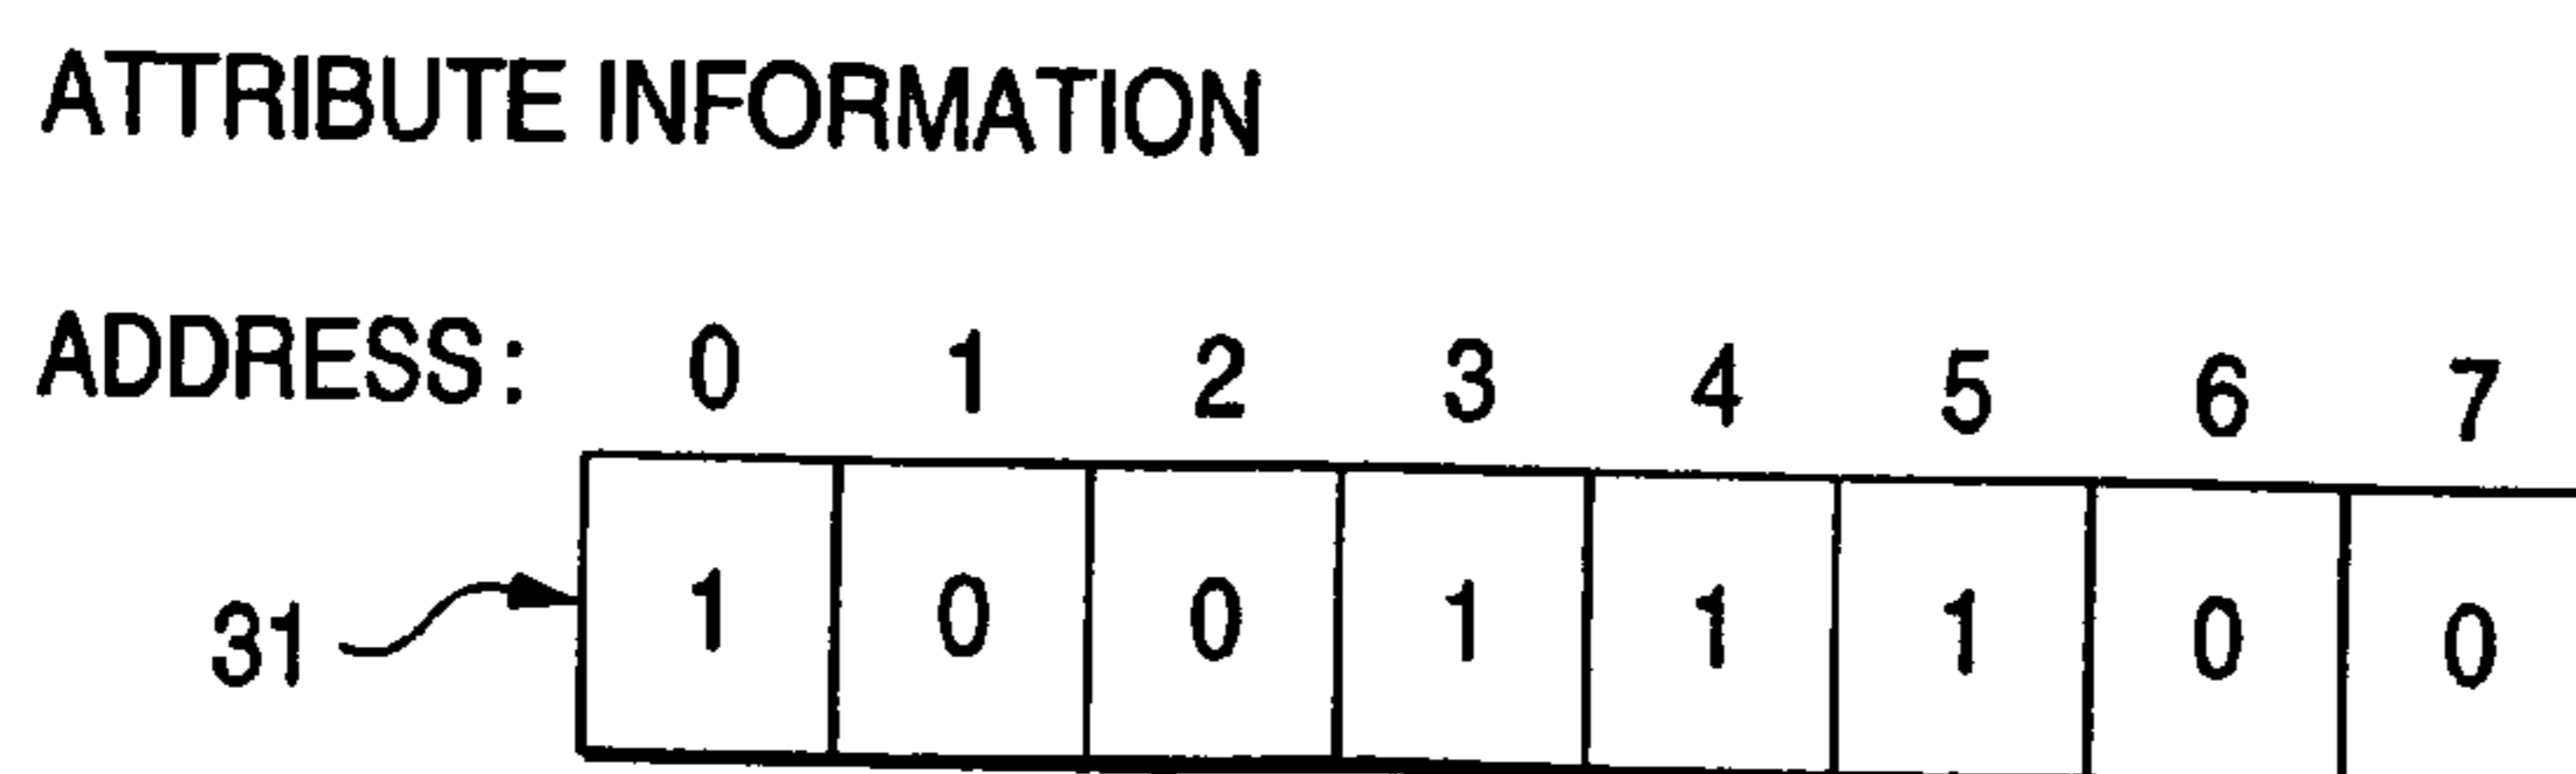 ATTRIBUTE INFORMATION
ADDRESS: 0 1 2 3 4 5 6 7
31 1 0 0 1 1 1 0 0